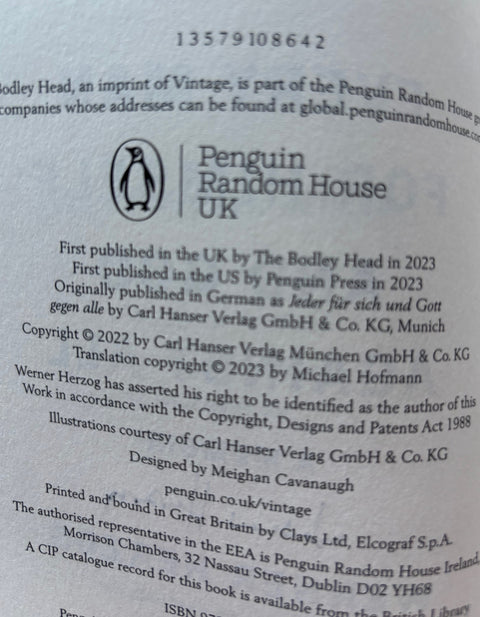 1 3 5 7 9 10 8 6 4 2
Bodley Head, an imprint of Vintage, is part of the Penguin Random House
companies whose addresses can be found at global.penguinrandomhouse.com
Penguin
Random House
UK
First published in the UK by The Bodley Head in 2023
First published in the US by Penguin Press in 2023
Originally published in German as Jeder für sich und Gott
gegen alle by Carl Hanser Verlag GmbH & Co. KG, Munich
Copyright © 2022 by Carl Hanser Verlag München GmbH & Co. KG
Translation copyright © 2023 by Michael Hofmann
Werner Herzog has asserted his right to be identified as the author of this
Work in accordance with the Copyright, Designs and Patents Act 1988
Illustrations courtesy of Carl Hanser Verlag GmbH & Co. KG
Designed by Meighan Cavanaugh
penguin.co.uk/vintage
Printed and bound in Great Britain by Clays Ltd, Elcograf S.p.A.
The authorised representative in the EEA is Penguin Random House Ireland,
Morrison Chambers, 32 Nassau Street, Dublin D02 YH68
A CIP catalogue record for this book is available from the British Library
ISBN